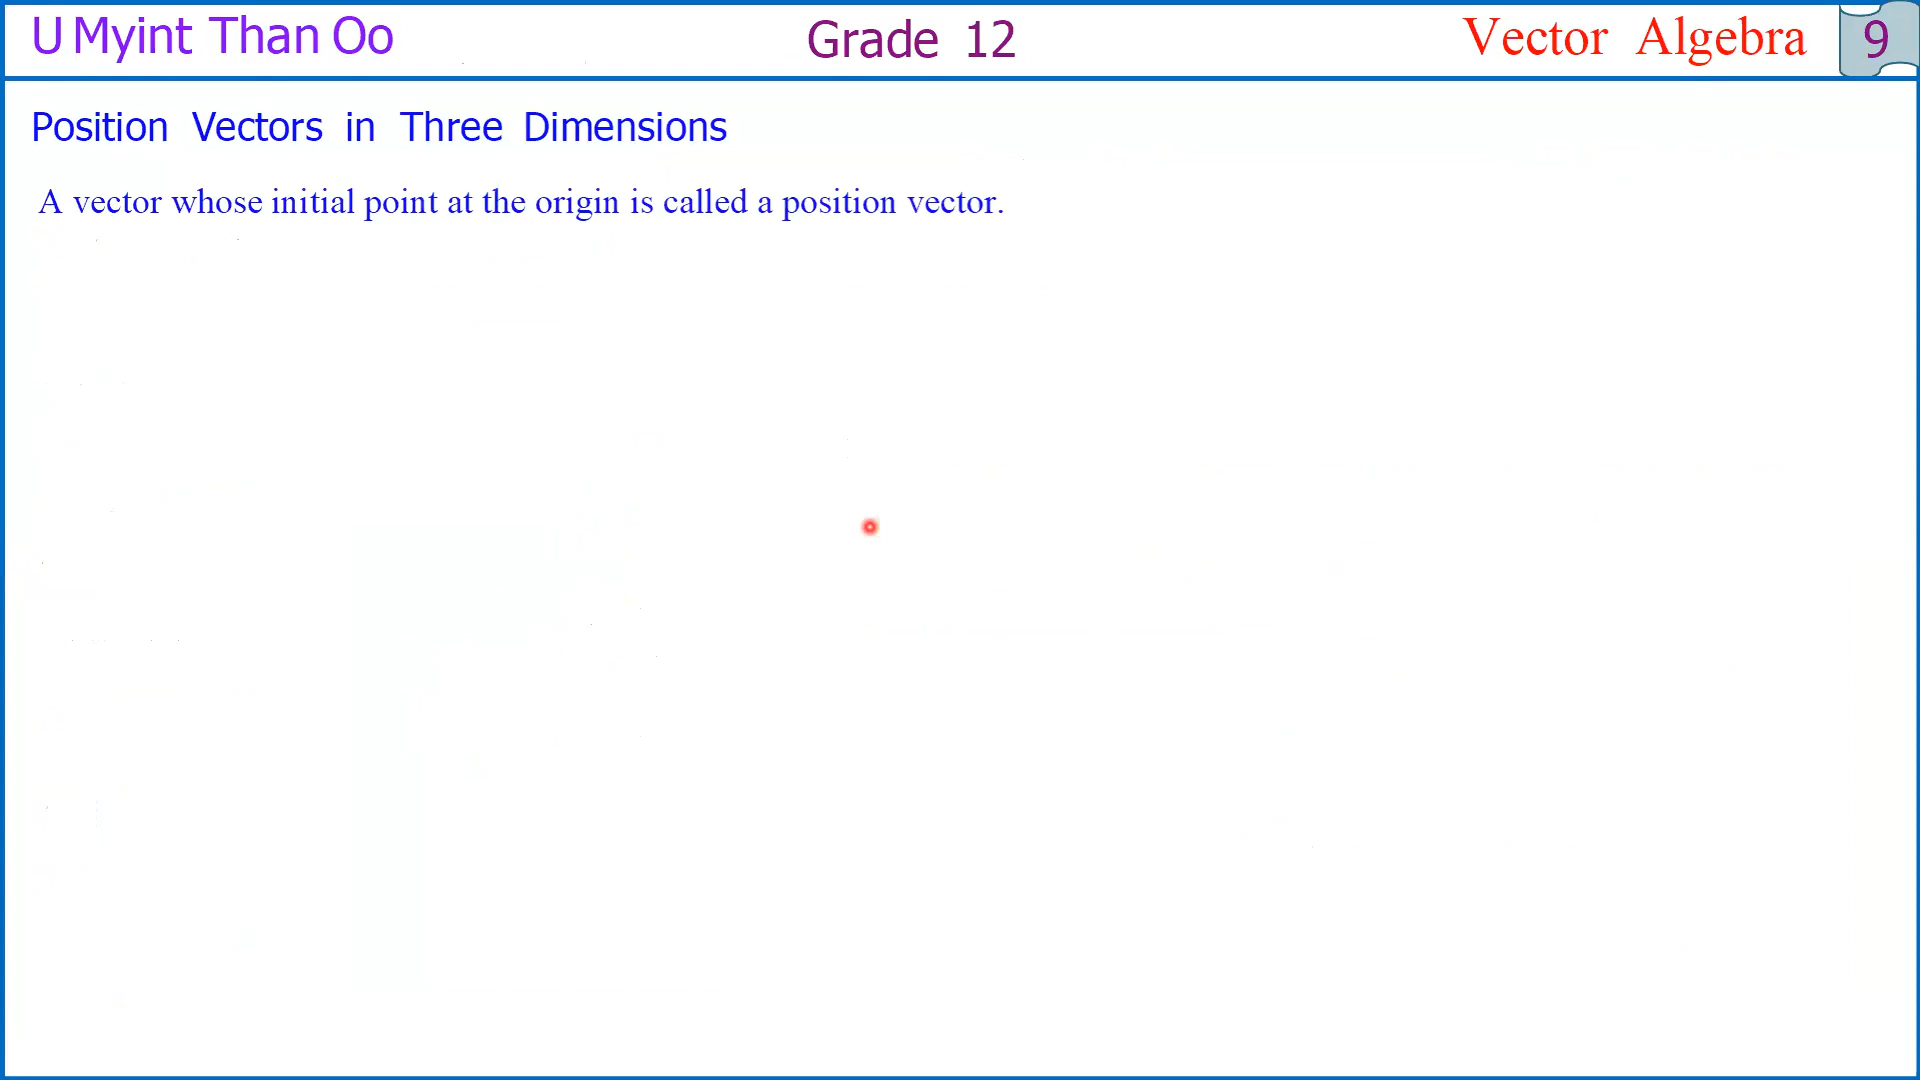 U Myint Than Oo
Grade 12
Vector Algebra
9
Position Vectors in Three Dimensions
A vector whose initial point at the origin is called a position vector.